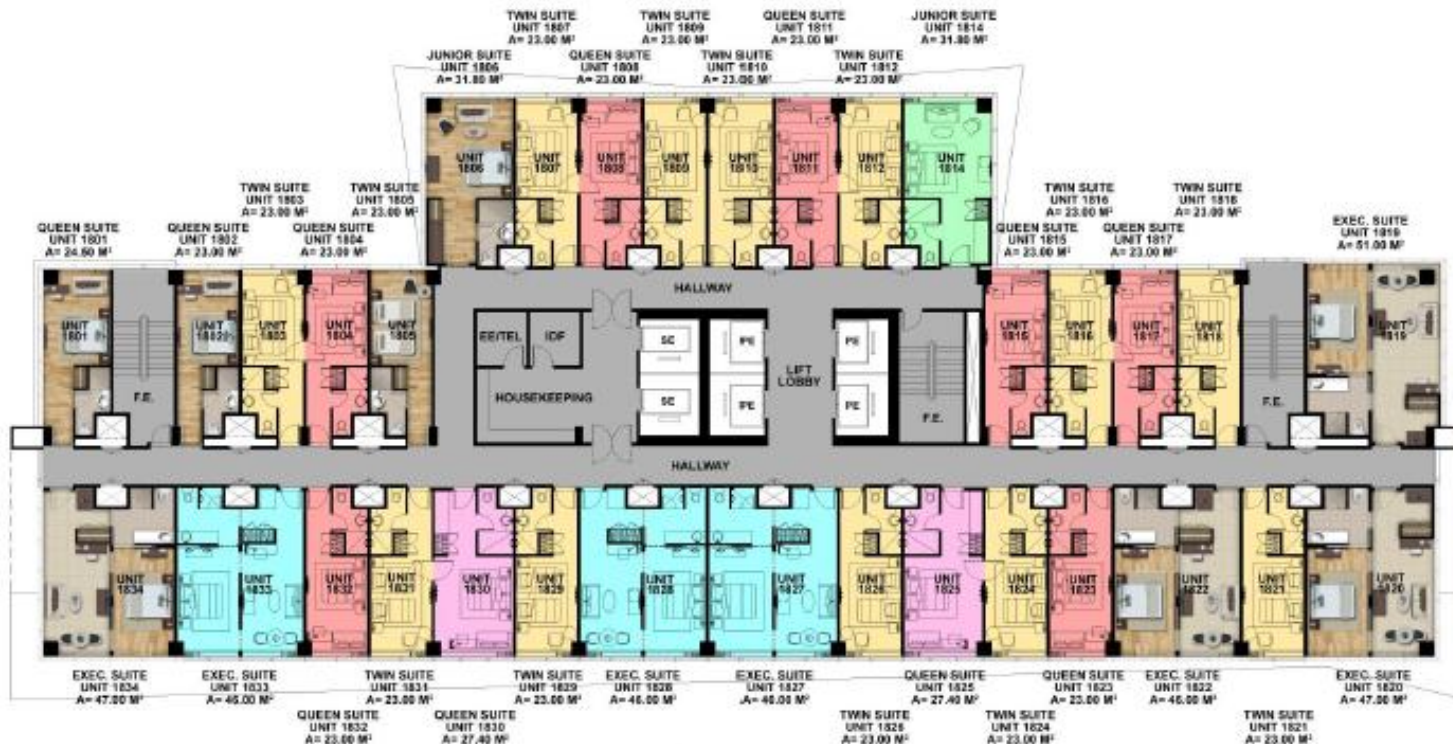 TWIN SUITE
UNIT 1807
A= 23.00 M²
TWIN SUITE
UNIT 1809
A= 23.00 M²
QUEEN SUITE
UNIT 1811
A= 23.00 M²
JUNIOR SUITE
UNIT 1814
A= 31.80 M²
JUNIOR SUITE
UNIT 1806
A= 31.80 M²
QUEEN SUITE
UNIT 1808
A= 23.00 M²
TWIN SUITE
UNIT 1810
A= 23.00 M²
TWIN SUITE
UNIT 1812
A= 23.00 M²
UNIT
1806
UNIT
1807
UNIT
1808
UNIT
1809
UNIT
1810
UNIT
1811
UNIT
1812
UNIT
1814
TWIN SUITE
UNIT 1803
A= 23.00 M²
TWIN SUITE
UNIT 1805
A= 23.00 M²
QUEEN SUITE
UNIT 1801
A= 24.60 M²
QUEEN SUITE
UNIT 1802
A= 23.00 M²
QUEEN SUITE
UNIT 1804
A= 23.00 M²
TWIN SUITE
UNIT 1816
A= 23.00 M²
TWIN SUITE
UNIT 1818
A= 23.00 M²
QUEEN SUITE
UNIT 1815
A= 23.00 M²
QUEEN SUITE
UNIT 1817
A= 23.00 M²
EXEC. SUITE
UNIT 1819
A= 51.00 M²
HALLWAY
UNIT
1801
F.E.
UNIT
1802
UNIT
1803
UNIT
1804
UNIT
1805
EE/TEL
IDF
HOUSEKEEPING
SE
SE
PE
PE
LIFT
LOBBY
PE
PE
F.E.
UNIT
1815
UNIT
1816
UNIT
1817
UNIT
1818
F.E.
UNIT
1819
HALLWAY
UNIT
1834
UNIT
1833
UNIT
1832
UNIT
1831
UNIT
1830
UNIT
1829
UNIT
1828
UNIT
1827
UNIT
1826
UNIT
1825
UNIT
1824
UNIT
1823
UNIT
1822
UNIT
1821
UNIT
1820
EXEC. SUITE
UNIT 1834
A= 47.00 M²
EXEC. SUITE
UNIT 1833
A= 46.00 M²
TWIN SUITE
UNIT 1831
A= 23.00 M²
TWIN SUITE
UNIT 1829
A= 23.00 M²
EXEC. SUITE
UNIT 1828
A= 46.00 M²
EXEC. SUITE
UNIT 1827
A= 46.00 M²
QUEEN SUITE
UNIT 1825
A= 27.40 M²
QUEEN SUITE
UNIT 1823
A= 23.00 M²
EXEC. SUITE
UNIT 1822
A= 46.00 M²
EXEC. SUITE
UNIT 1820
A= 47.00 M²
QUEEN SUITE
UNIT 1832
A= 23.00 M²
QUEEN SUITE
UNIT 1830
A= 27.40 M²
TWIN SUITE
UNIT 1826
A= 23.00 M²
TWIN SUITE
UNIT 1824
A= 23.00 M²
TWIN SUITE
UNIT 1821
A= 23.00 M²